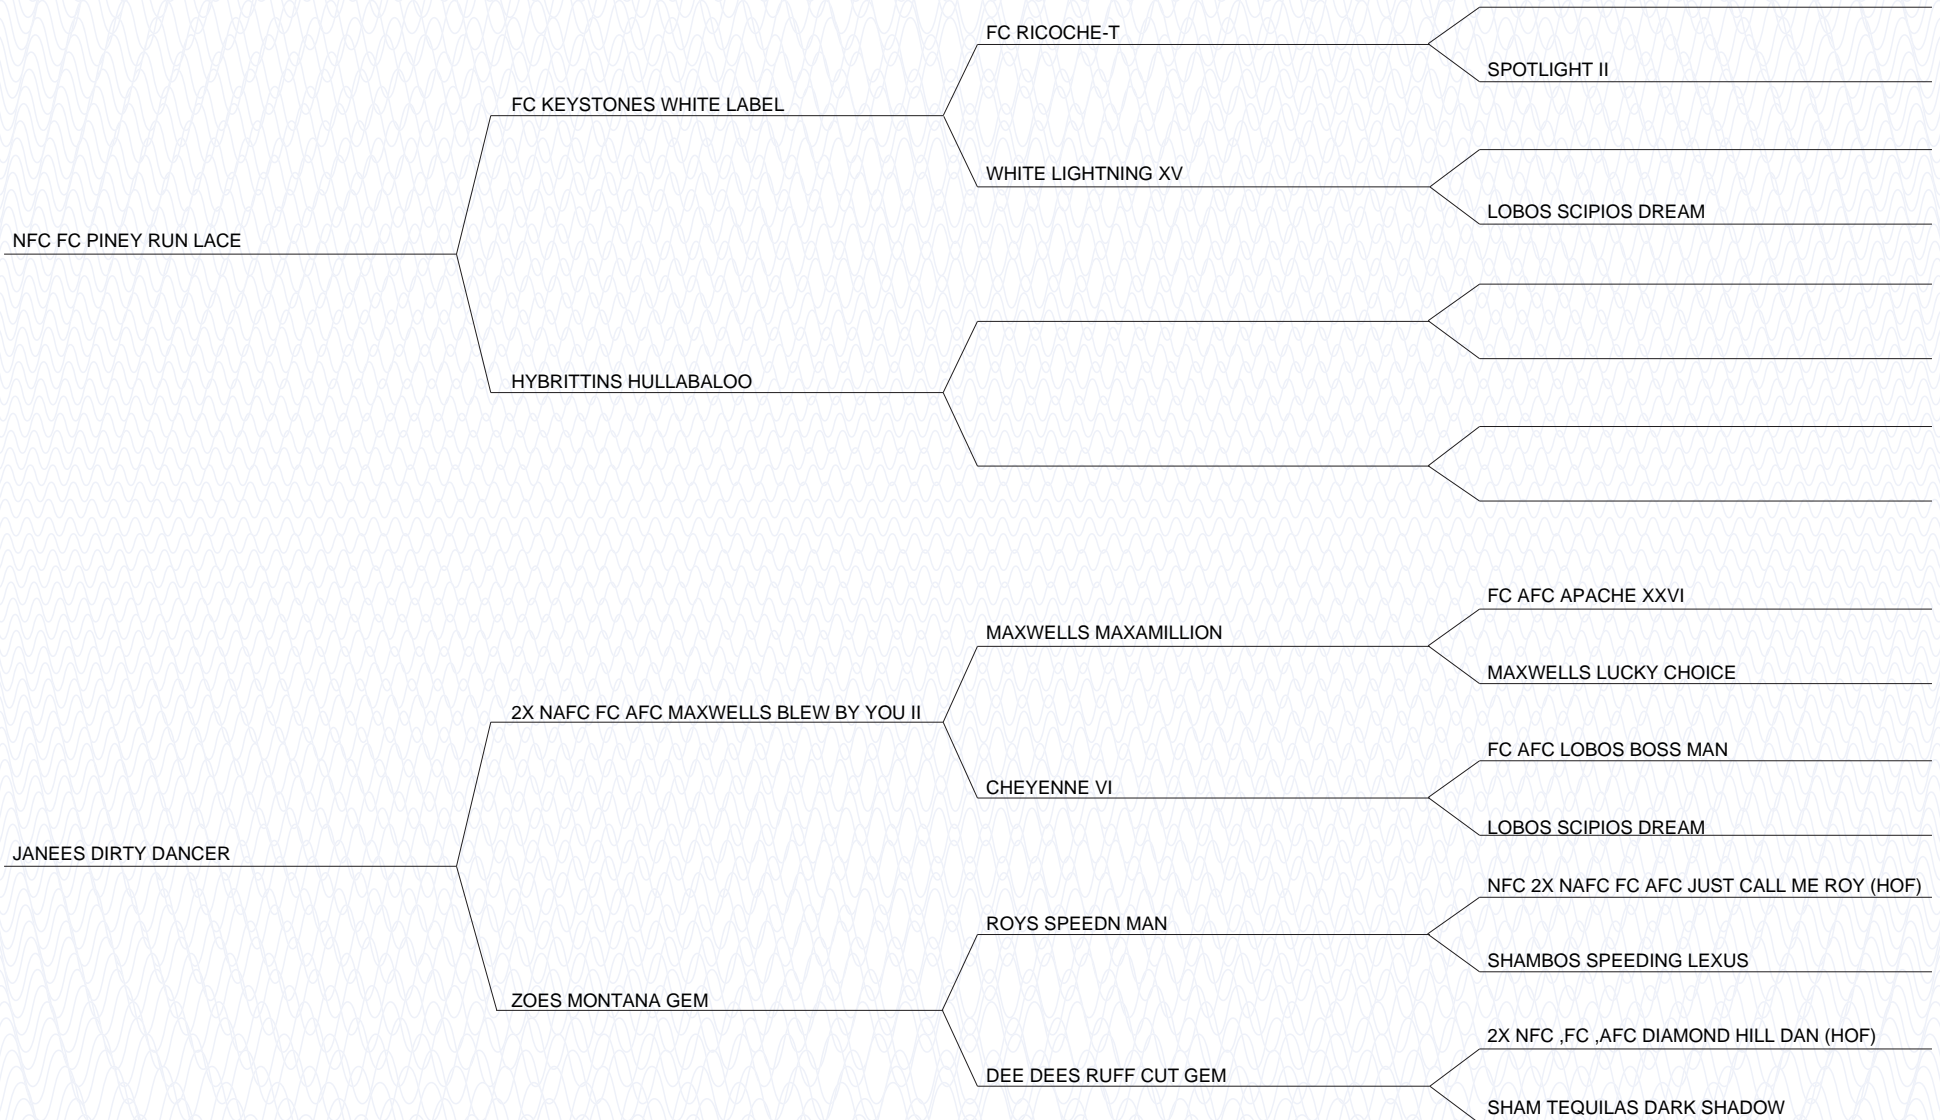 FC RICOCHE-T
SPOTLIGHT II
FC KEYSTONES WHITE LABEL
WHITE LIGHTNING XV
LOBOS SCIPIOS DREAM
NFC FC PINEY RUN LACE
HYBRITTINS HULLABALOO
FC AFC APACHE XXVI
MAXWELLS MAXAMILLION
MAXWELLS LUCKY CHOICE
2X NAFC FC AFC MAXWELLS BLEW BY YOU II
FC AFC LOBOS BOSS MAN
CHEYENNE VI
LOBOS SCIPIOS DREAM
JANEES DIRTY DANCER
NFC 2X NAFC FC AFC JUST CALL ME ROY (HOF)
ROYS SPEEDN MAN
SHAMBOS SPEEDING LEXUS
ZOES MONTANA GEM
2X NFC ,FC ,AFC DIAMOND HILL DAN (HOF)
DEE DEES RUFF CUT GEM
SHAM TEQUILAS DARK SHADOW